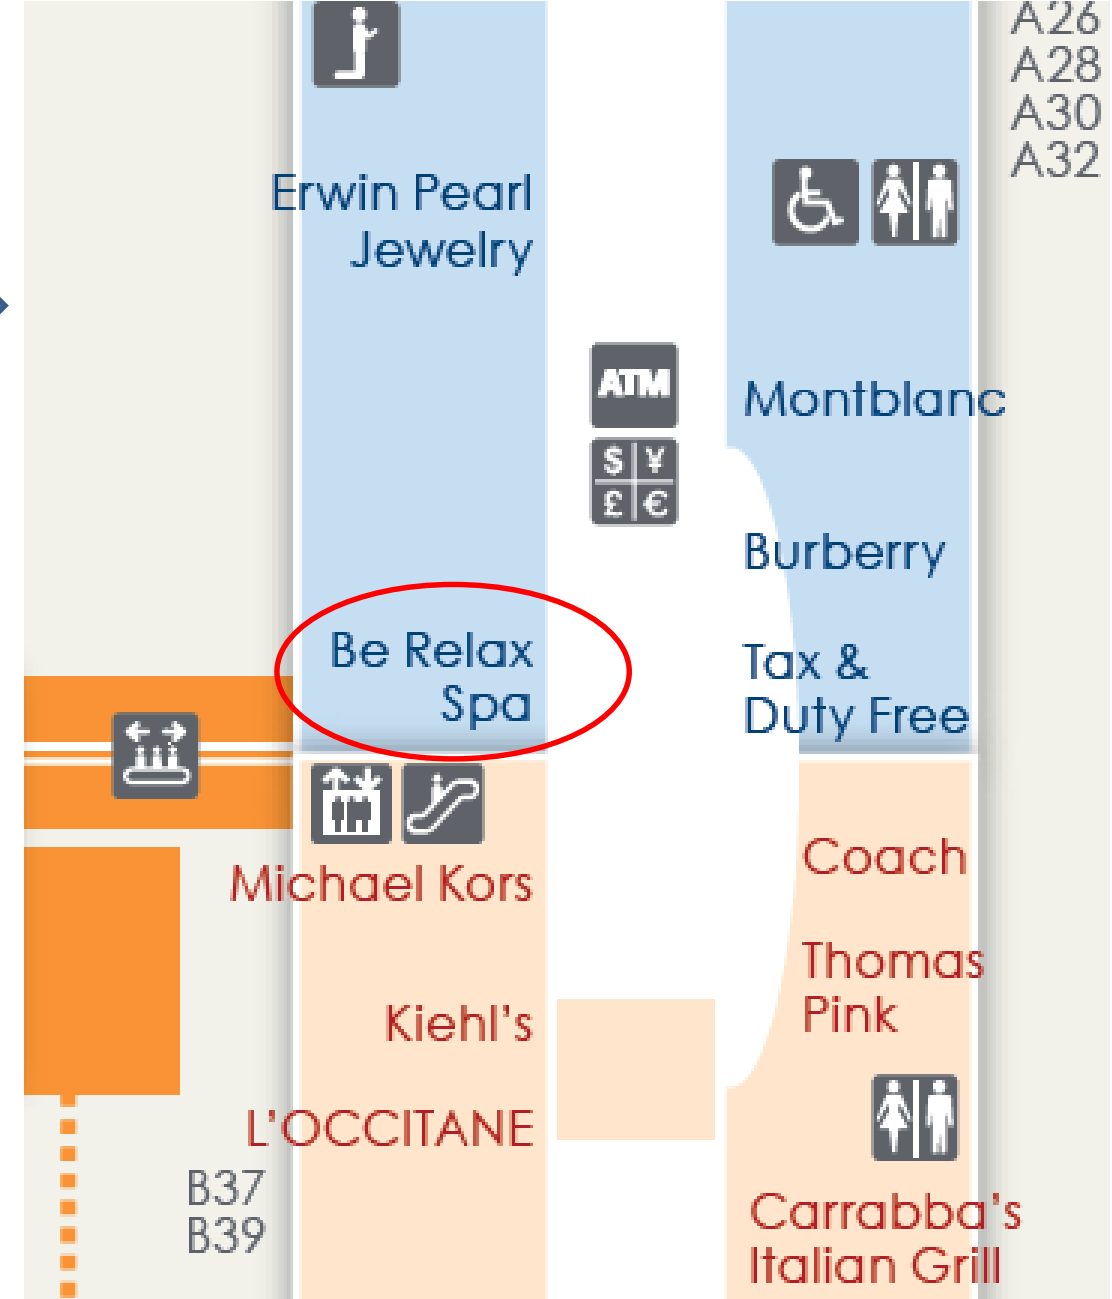 A26
A28
A30
A32
Erwin Pearl
Jewelry
ATM
$ ¥
£ €
Montblanc
Burberry
Be Relax
Spa
Tax &
Duty Free
Michael Kors
Coach
Kiehl's
Thomas
Pink
L'OCCITANE
B37
B39
Carrabba's
Italian Grill